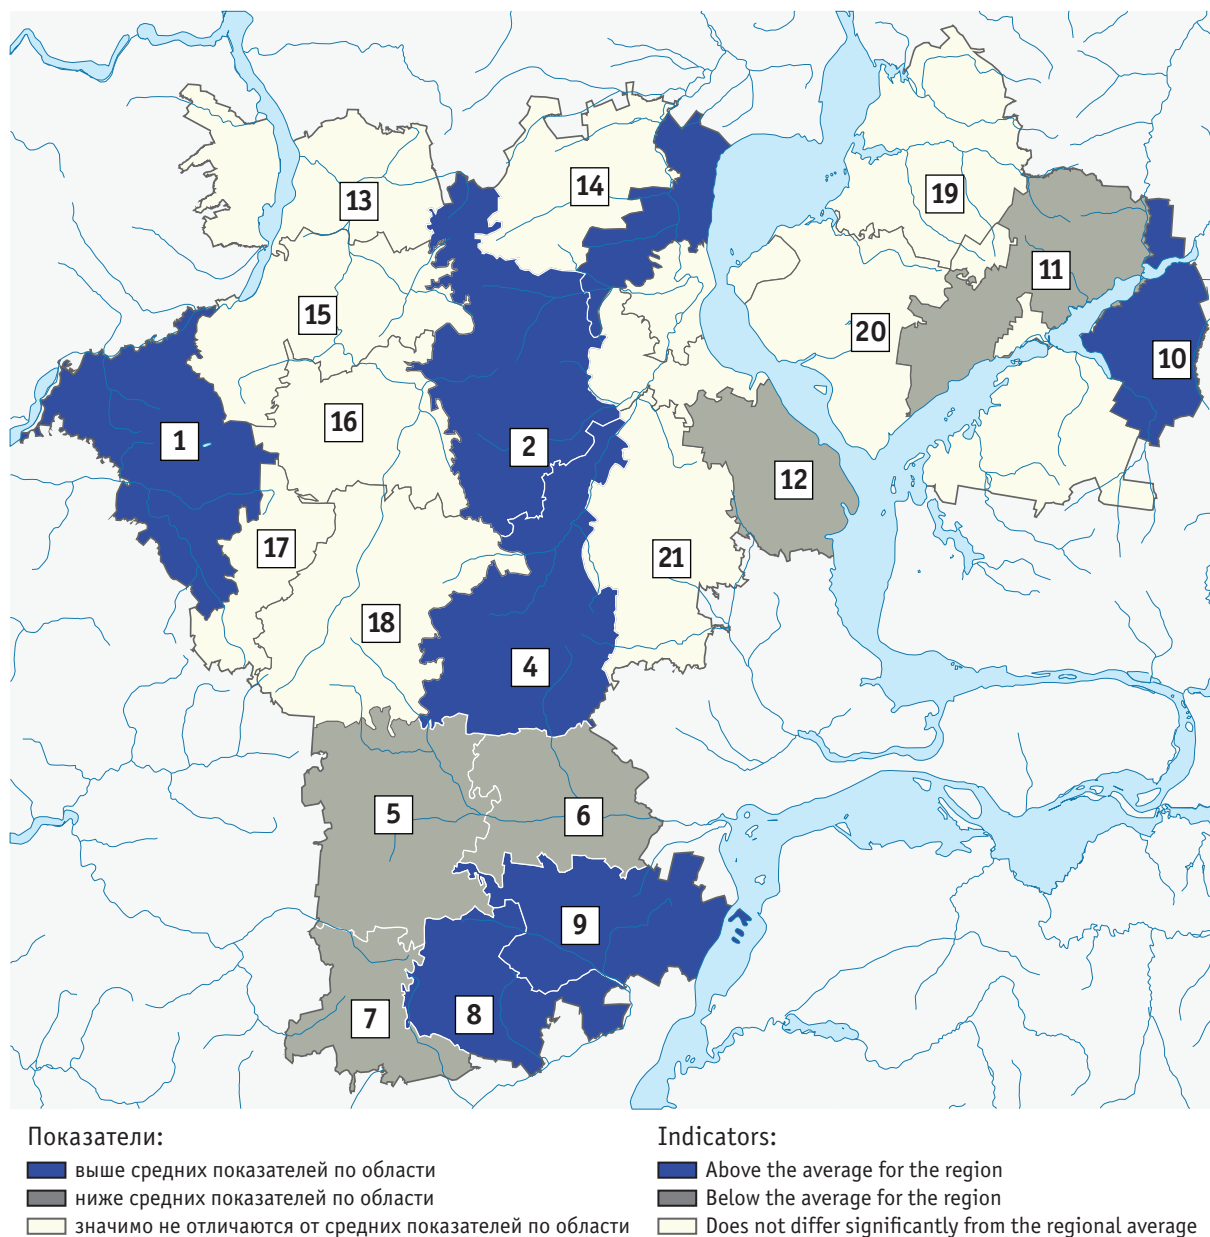 14
13
19
11
15
20
10
16
1
2
12
17
21
18
4
5
6
9
8
7
Показатели:
выше средних показателей по области
ниже средних показателей по области
значимо не отличаются от средних показателей по области
Indicators:
Above the average for the region
Below the average for the region
Does not differ significantly from the regional average